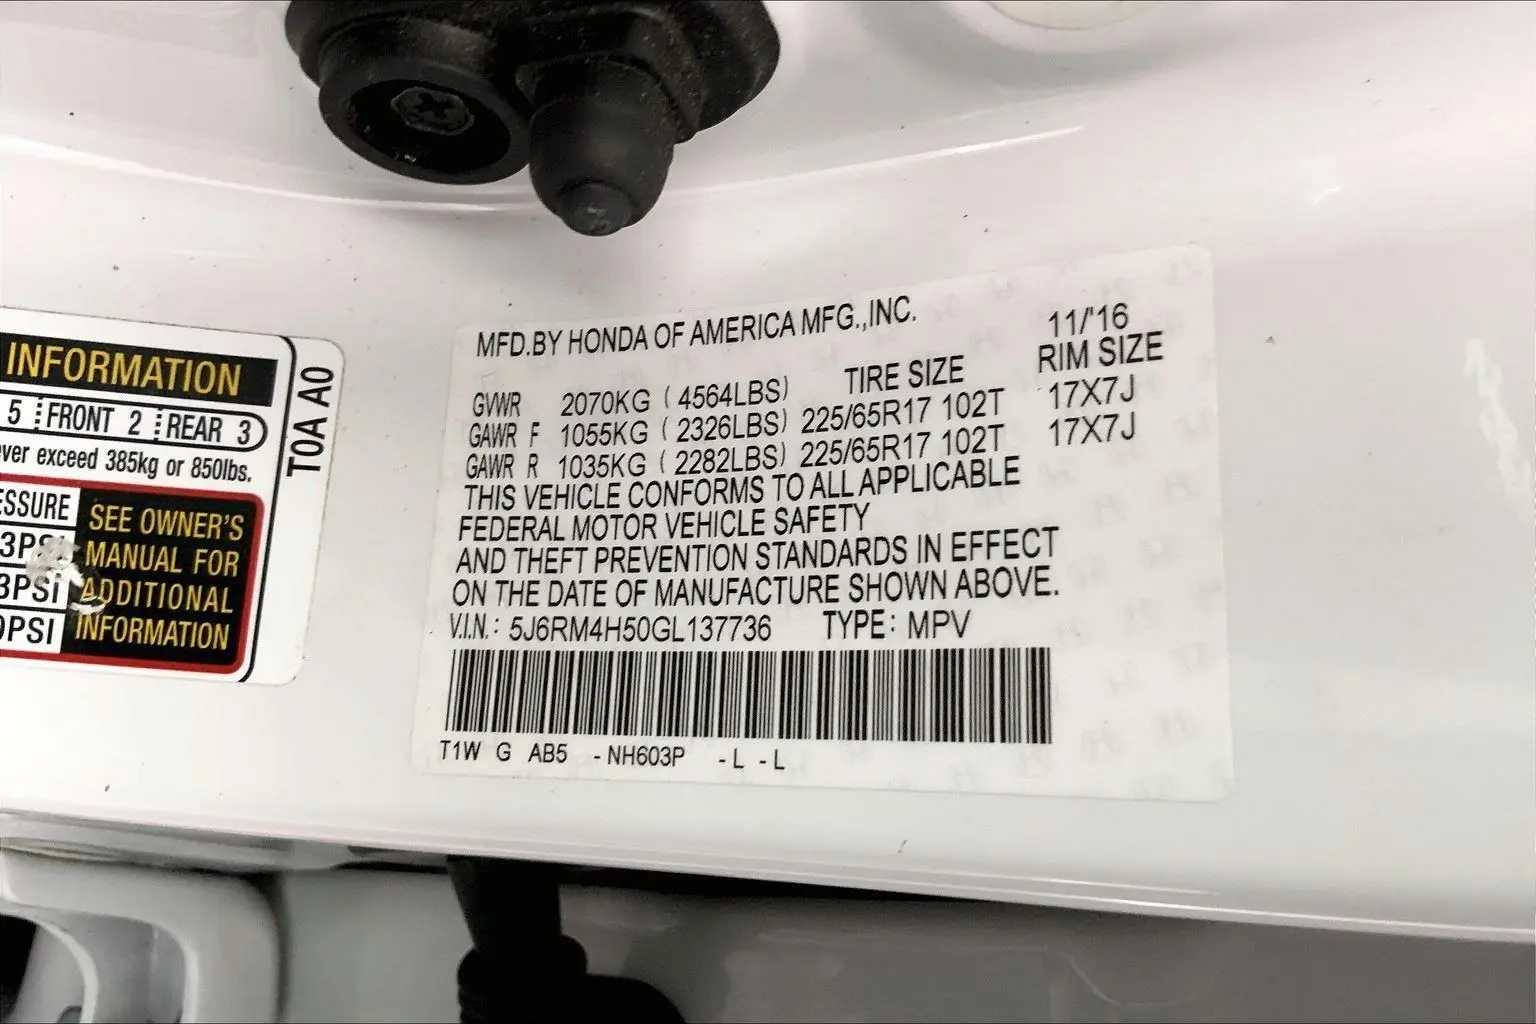 INFORMATION
5 FRONT 2 REAR 3
ver exceed 385kg or 850lbs.
ESSURE
3PSI
3PSI
0PSI
SEE OWNER'S
MANUAL FOR
ADDITIONAL
INFORMATION
T0A A0
MFD.BY HONDA OF AMERICA MFG.,INC. 11/'16
TIRE SIZE RIM SIZE
GVWR 2070KG (4564LBS)
GAWR F 1055KG (2326LBS) 225/65R17 102T 17X7J
GAWR R 1035KG (2282LBS) 225/65R17 102T 17X7J
THIS VEHICLE CONFORMS TO ALL APPLICABLE
FEDERAL MOTOR VEHICLE SAFETY
AND THEFT PREVENTION STANDARDS IN EFFECT
ON THE DATE OF MANUFACTURE SHOWN ABOVE.
V.I.N.: 5J6RM4H50GL137736 TYPE: MPV
T1W G AB5 -NH603P -L -L